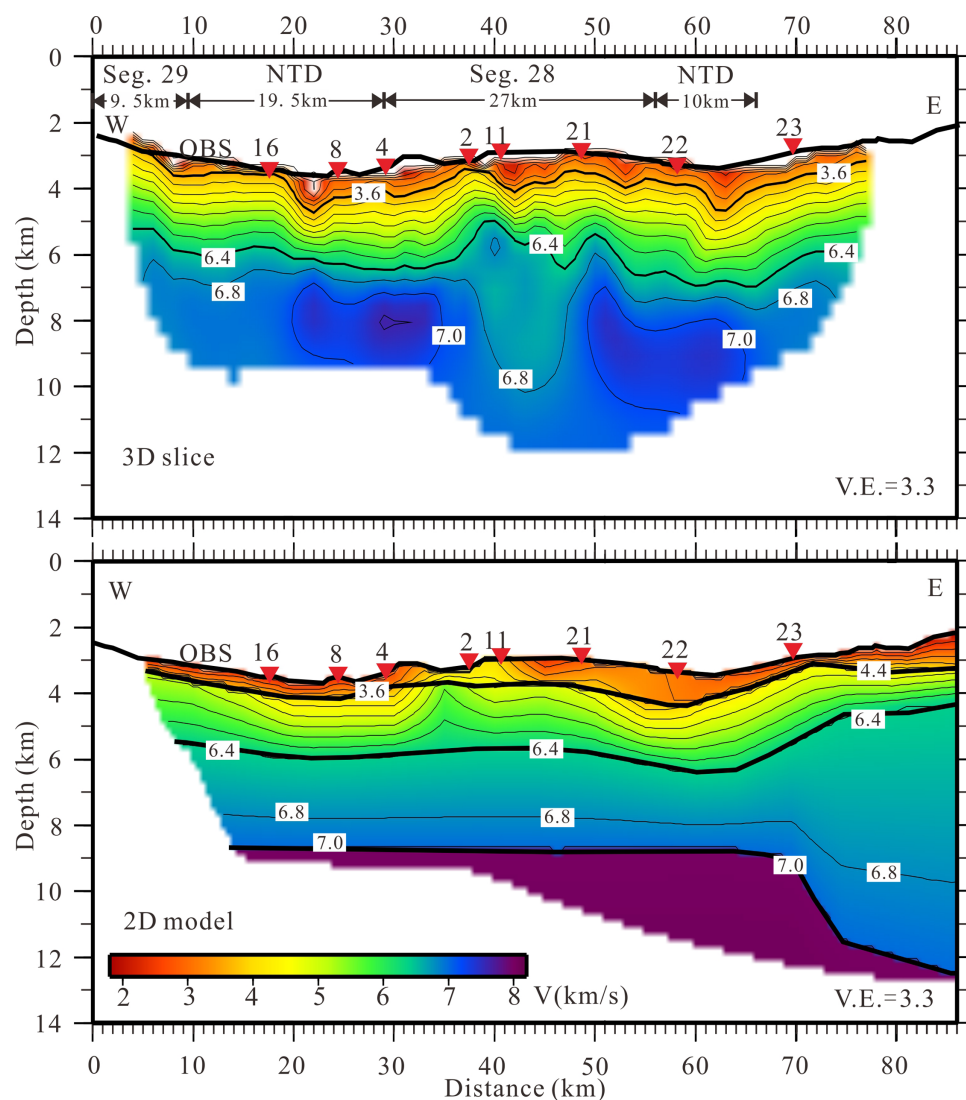 0 10 20 30 40 50 60 70 80
Seg. 29 NTD Seg. 28 NTD
9. 5km 19. 5km 27km 10km
W E
OBS 16 8 4 2 11 21 22 23
3.6 3.6
6.4 6.4
6.8 6.8
7.0 7.0
6.8
3D slice
V.E.=3.3
0
2
4
6
8
10
12
14
Depth (km)
W E
OBS 16 8 4 2 11 21 22 23
3.6 4.4
6.4 6.4 6.4
6.8 6.8 6.8
7.0 7.0
2D model
2 3 4 5 6 7 8 V(km/s)
V.E.=3.3
0
2
4
6
8
10
12
14
Depth (km)
0 10 20 30 40 50 60 70 80
Distance (km)